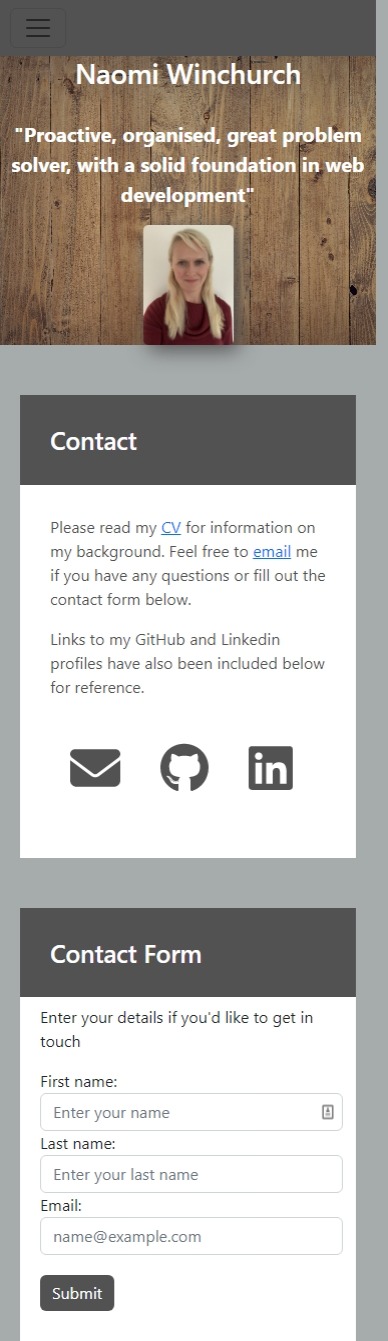 Naomi Winchurch
"Proactive, organised, great problem
solver, with a solid foundation in web
development"
Contact
Please read my CV for information on
my background. Feel free to email me
if you have any questions or fill out the
contact form below.
Links to my GitHub and Linkedin
profiles have also been included below
for reference.
in
Contact Form
Enter your details if you'd like to get in
touch
First name:
Enter your name
Last name:
Enter your last name
Email:
name@example.com
Submit